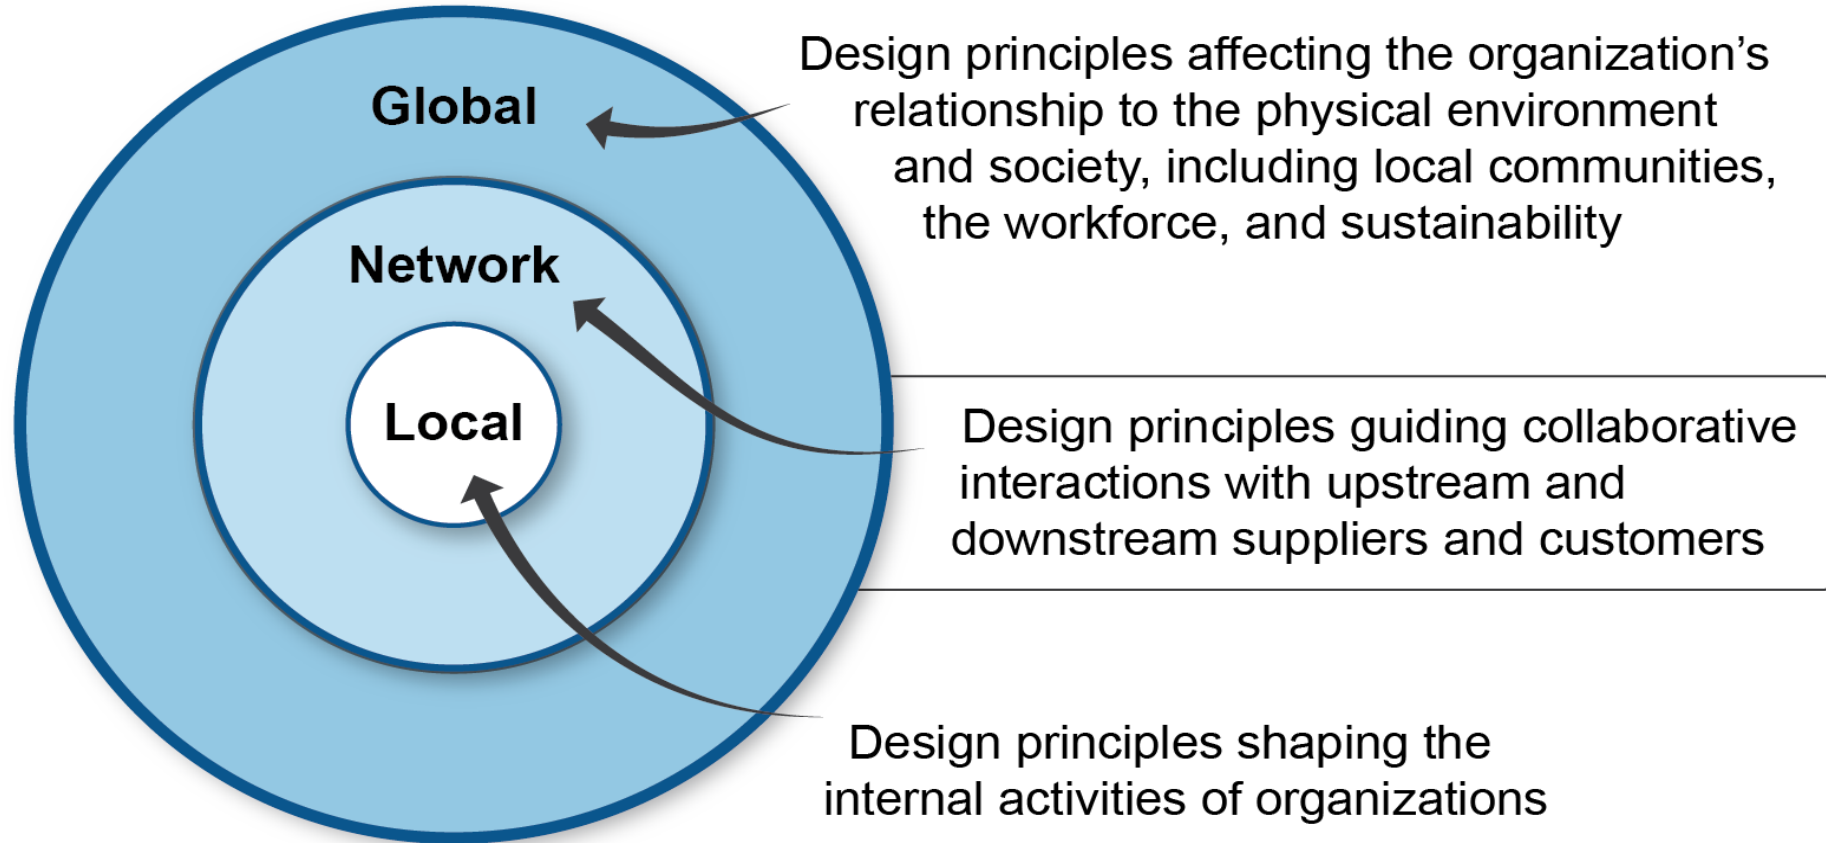 Global
Design principles affecting the organization’s
relationship to the physical environment
and society, including local communities,
the workforce, and sustainability
Network
Design principles guiding collaborative
interactions with upstream and
downstream suppliers and customers
Local
Design principles shaping the
internal activities of organizations